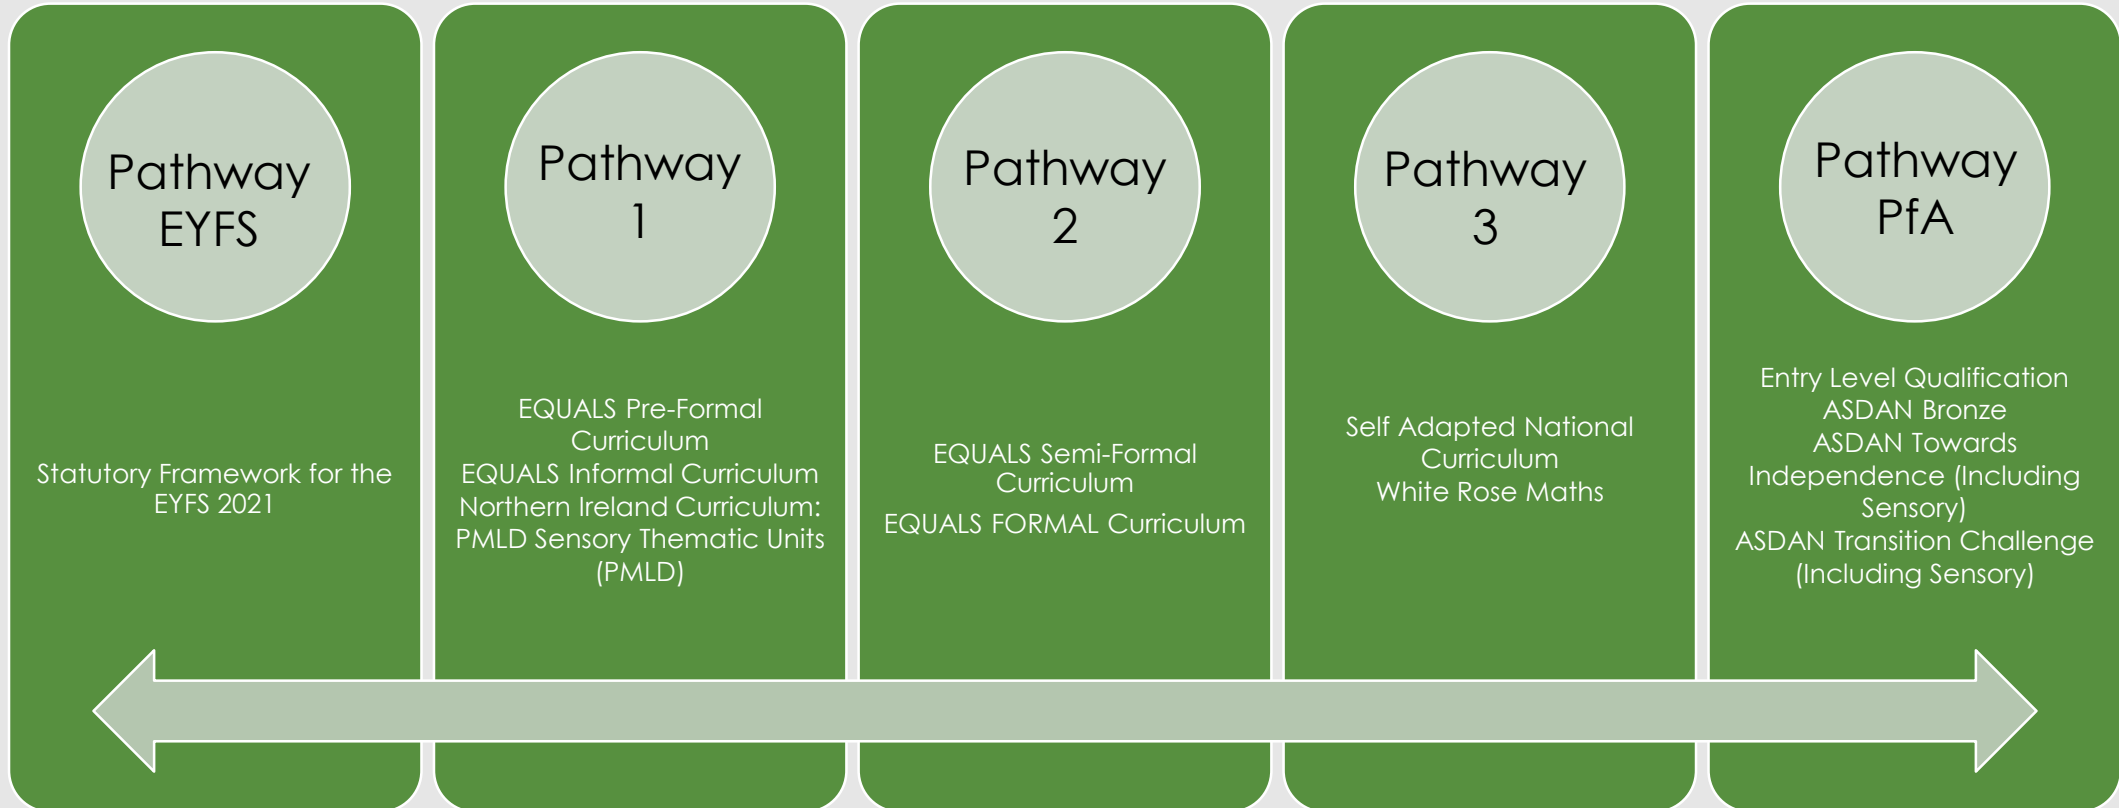 Pathway
EYFS
Statutory Framework for the
EYFS 2021
Pathway
1
EQUALS Pre-Formal
Curriculum
EQUALS Informal Curriculum
Northern Ireland Curriculum:
PMLD Sensory Thematic Units
(PMLD)
Pathway
2
EQUALS Semi-Formal
Curriculum
EQUALS FORMAL Curriculum
Pathway
3
Self Adapted National
Curriculum
White Rose Maths
Pathway
PfA
Entry Level Qualification
ASDAN Bronze
ASDAN Towards
Independence (Including
Sensory)
ASDAN Transition Challenge
(Including Sensory)